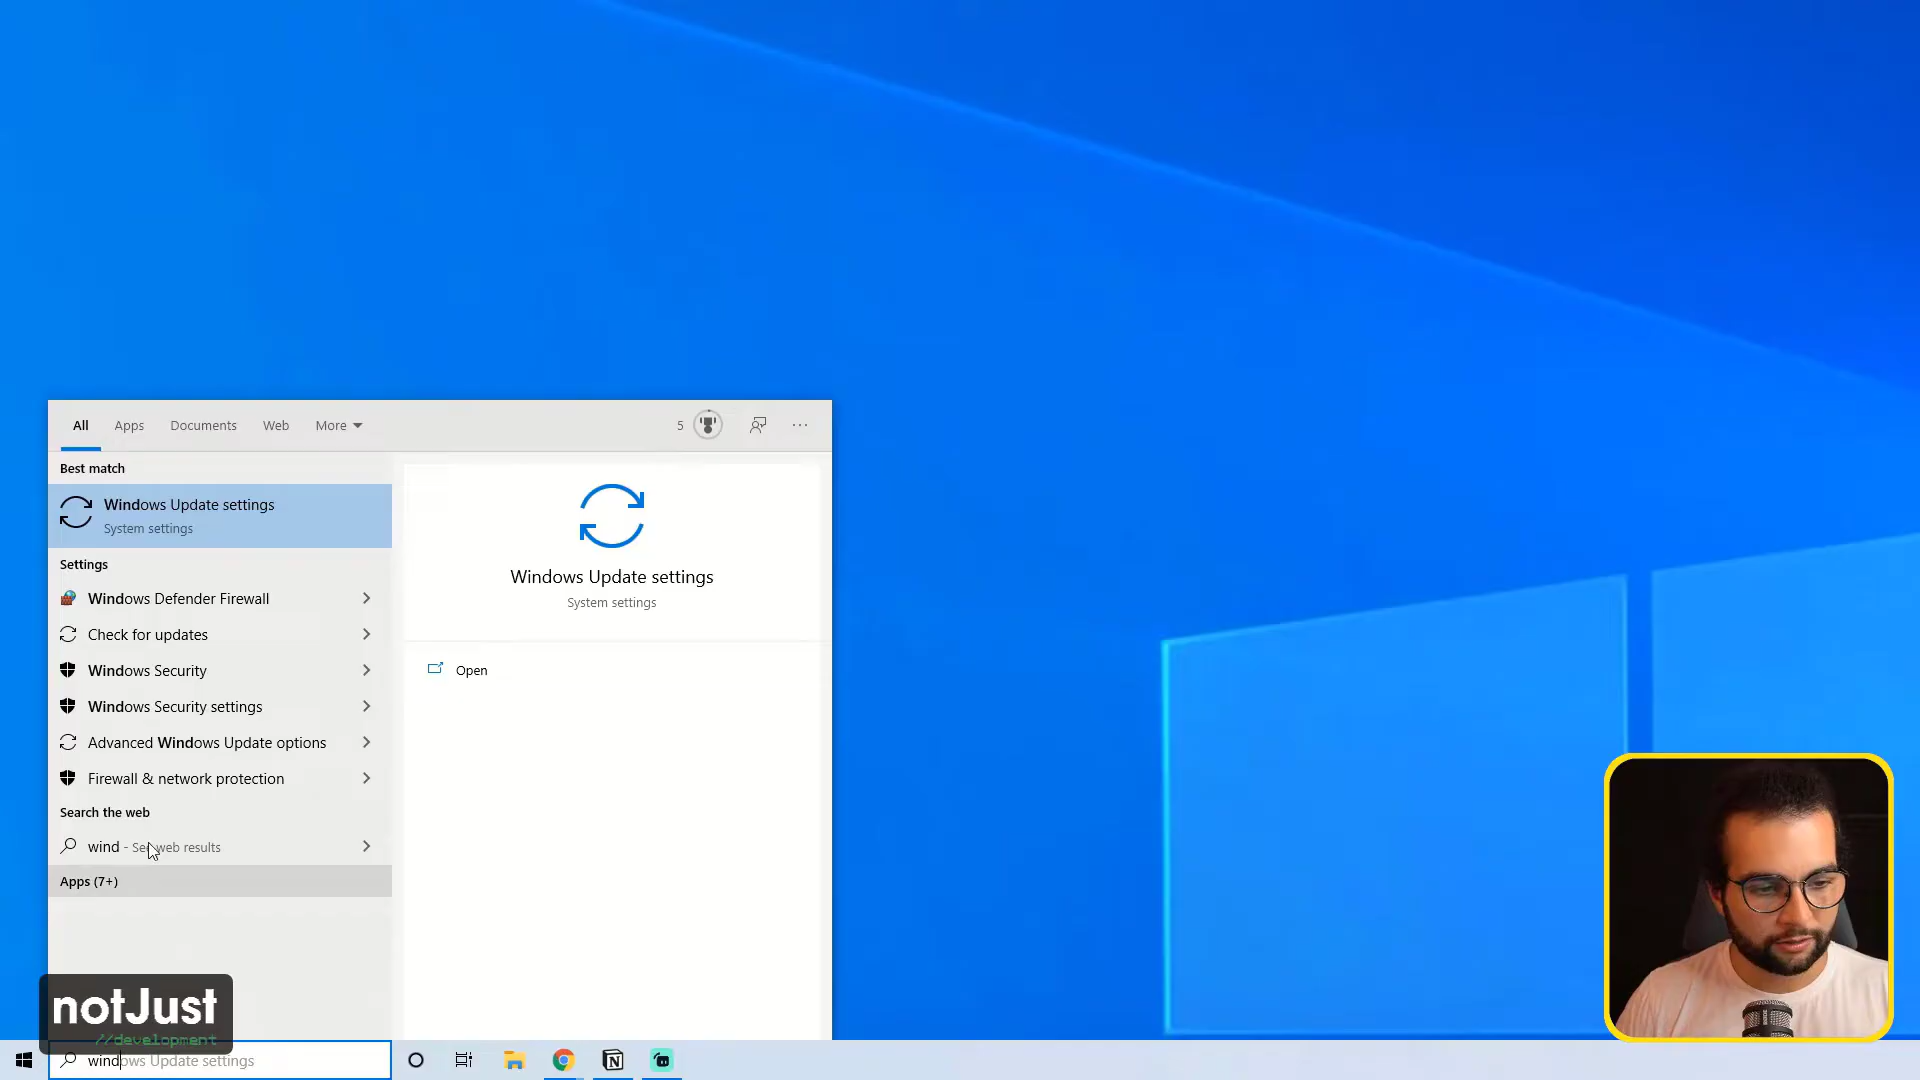 All Apps Documents Web More 5 ...
Best match
Windows Update settings
System settings
Settings
Windows Defender Firewall
Check for updates
Windows Security
Windows Security settings
Advanced Windows Update options
Firewall & network protection
Search the web
wind - See web results
Apps (7+)
Windows Update settings
System settings
Open
notJust
//development
windows Update settings